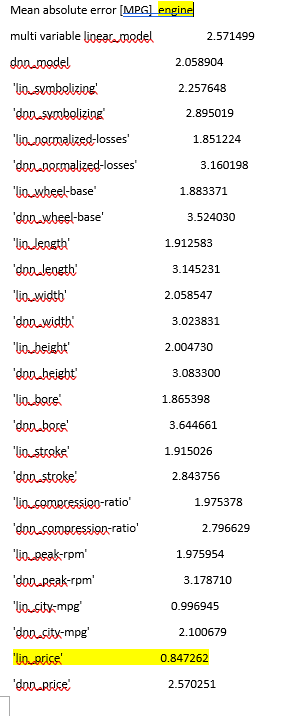 Mean absolute error [MPG]  engine
multi variable linear_model 2.571499
dnn_model 2.058904
'lin_symbolizing' 2.257648
'dnn_symbolizing' 2.895019
'lin_normalized-losses' 1.851224
'dnn_normalized-losses' 3.160198
'lin_wheel-base' 1.883371
'dnn_wheel-base' 3.524030
'lin_length' 1.912583
'dnn_length' 3.145231
'lin_width' 2.058547
'dnn_width' 3.023831
'lin_height' 2.004730
'dnn_height' 3.083300
'lin_bore' 1.865398
'dnn_bore' 3.644661
'lin_stroke' 1.915026
'dnn_stroke' 2.843756
'lin_compression-ratio' 1.975378
'dnn_compression-ratio' 2.796629
'lin_peak-rpm' 1.975954
'dnn_peak-rpm' 3.178710
'lin_city-mpg' 0.996945
'dnn_city-mpg' 2.100679
'lin_price' 0.847262
'dnn_price' 2.570251